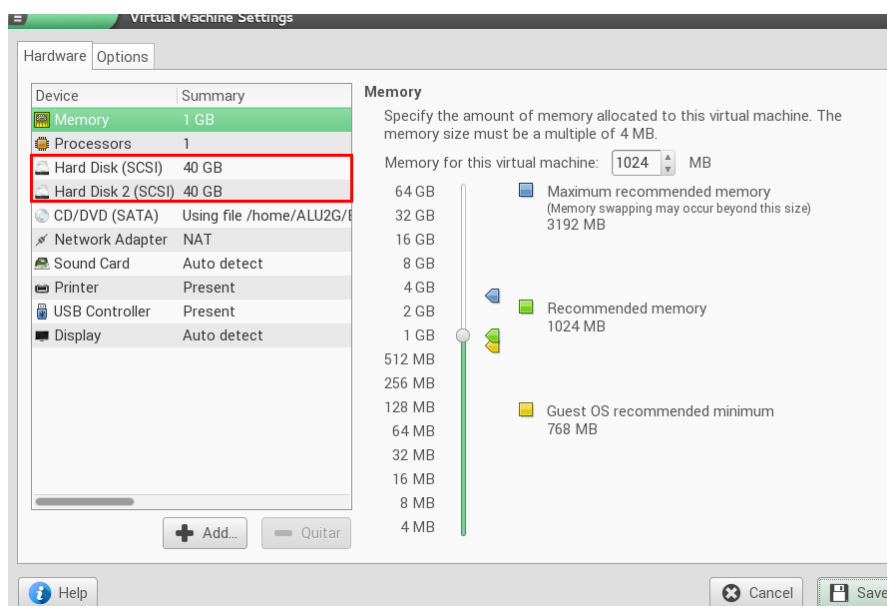 Virtual Machine Settings
Hardware
Options
Device Summary
Memory 1 GB
Processors 1
Hard Disk (SCSI) 40 GB
Hard Disk 2 (SCSI) 40 GB
CD/DVD (SATA) Using file /home/ALU2G/
Network Adapter NAT
Sound Card Auto detect
Printer Present
USB Controller Present
Display Auto detect
Add...
Quitar
Memory
Specify the amount of memory allocated to this virtual machine. The
memory size must be a multiple of 4 MB.
Memory for this virtual machine: 1024 MB
64 GB
32 GB
16 GB
8 GB
4 GB
2 GB
1 GB
512 MB
256 MB
128 MB
64 MB
32 MB
16 MB
8 MB
4 MB
Maximum recommended memory
(Memory swapping may occur beyond this size)
3192 MB
Recommended memory
1024 MB
Guest OS recommended minimum
768 MB
Help
Cancel
Save